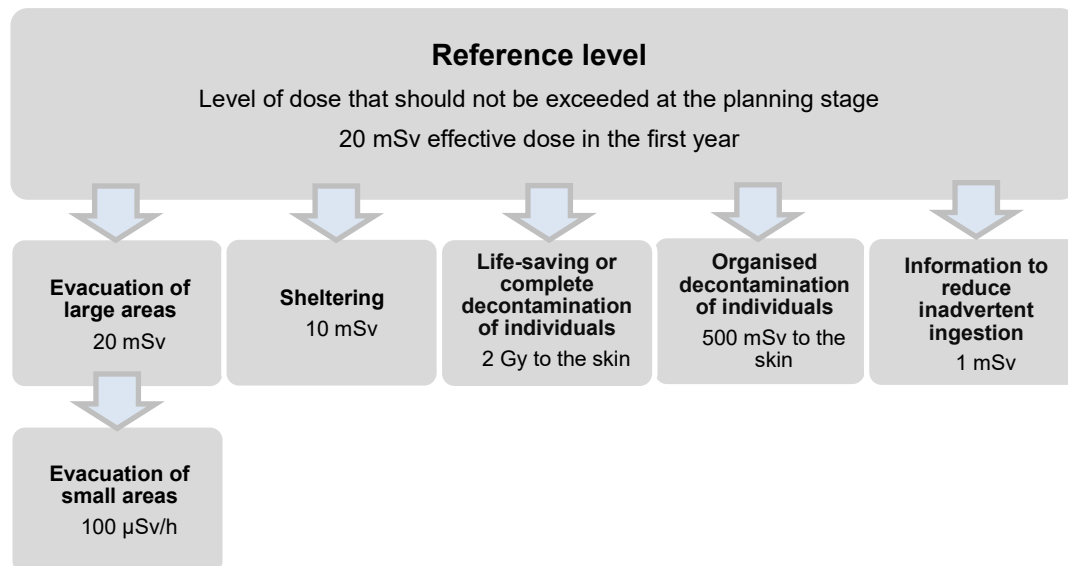 Reference level
Level of dose that should not be exceeded at the planning stage
20 mSv effective dose in the first year
Evacuation of
large areas
20 mSv
Sheltering
10 mSv
Life-saving or
complete
decontamination
of individuals
2 Gy to the skin
Organised
decontamination
of individuals
500 mSv to the
skin
Information to
reduce
inadvertent
ingestion
1 mSv
Evacuation of
small areas
100 µSv/h